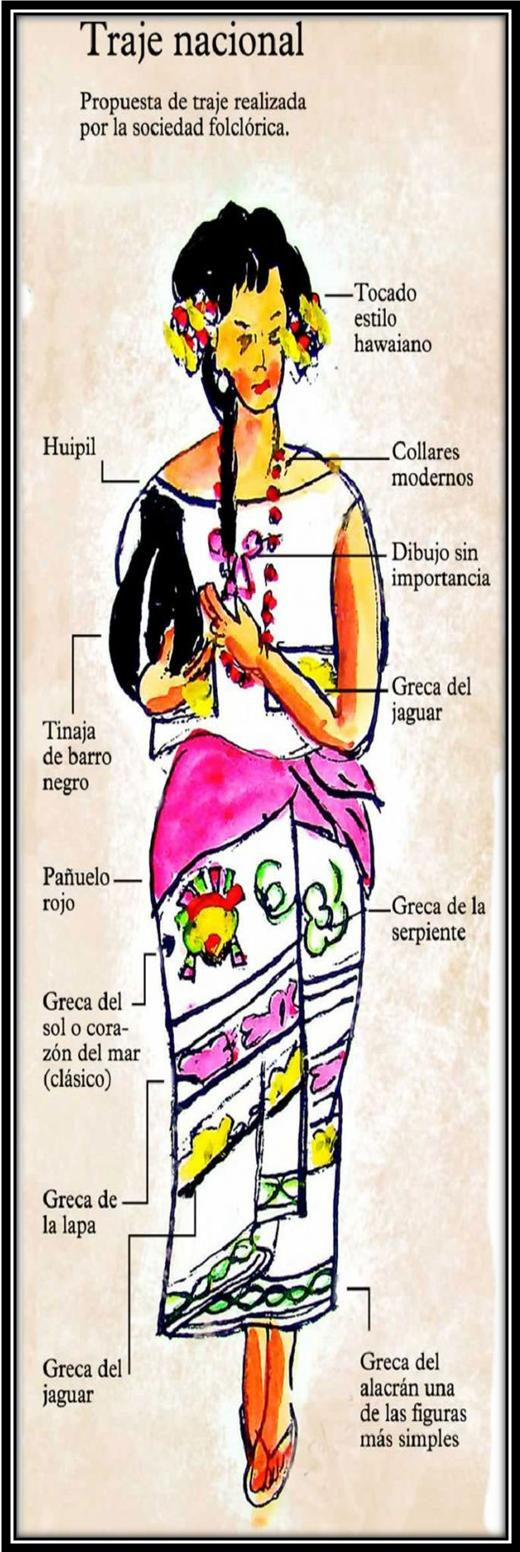 Traje nacional
Propuesta de traje realizada
por la sociedad folclórica.
Tocado
estilo
hawaiano
Huipil
Collares
modernos
Dibujo sin
importancia
Greca del
jaguar
Tinaja
de barro
negro
Pañuelo
rojo
Greca de la
serpiente
Greca del
sol o cora-
zón del mar
(clásico)
Greca de
la lapa
Greca del
jaguar
Greca del
alacrán una
de las figuras
más simples